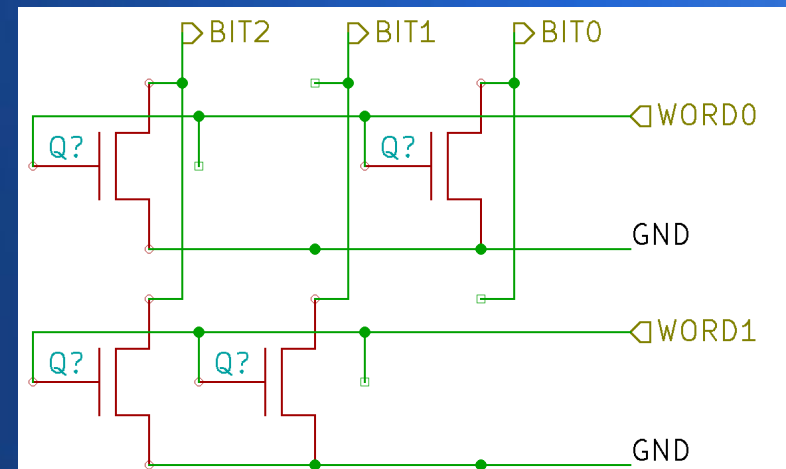 BIT2 BIT1 BIT0
WORD0
Q? Q?
GND
WORD1
Q? Q?
GND